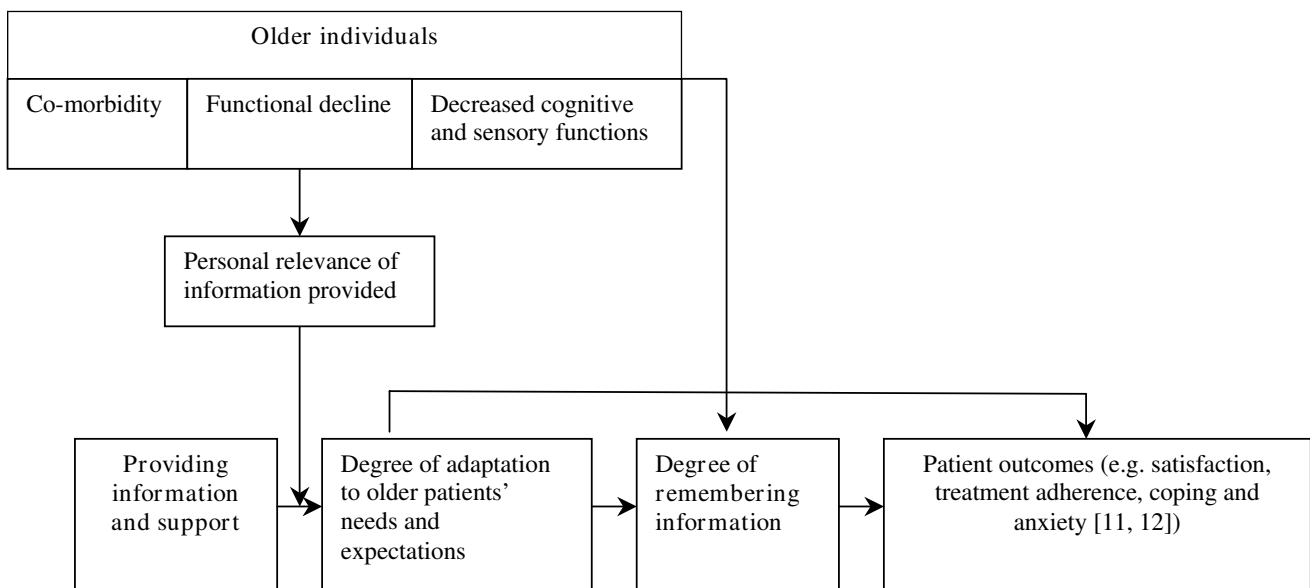 Older individuals
Co-morbidity
Functional decline
Decreased cognitive
and sensory functions
Personal relevance of
information provided
Providing
information
and support
Degree of adaptation
to older patients’
needs and
expectations
Degree of
remembering
information
Patient outcomes (e.g. satisfaction,
treatment adherence, coping and
anxiety [11, 12])